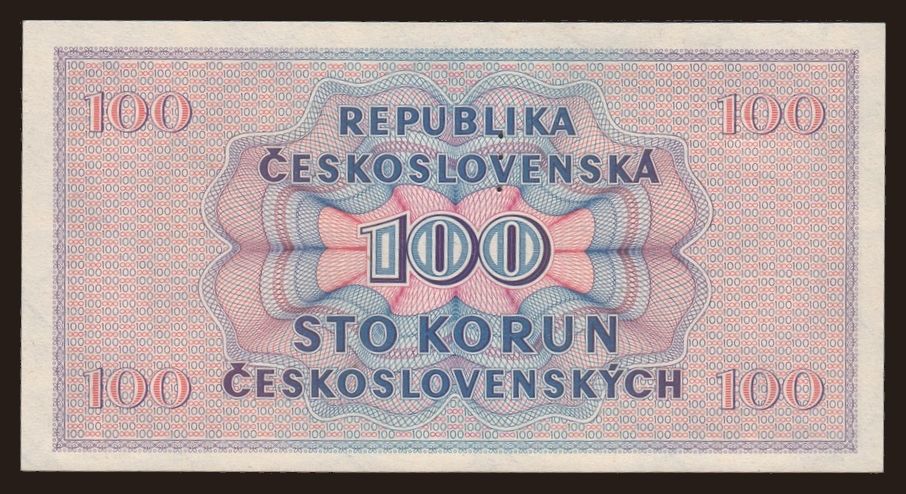 100 100
REPUBLIKA
ČESKOSLOVENSKÁ
100
STO KORUN
ČESKOSLOVENSKÝCH
100 100